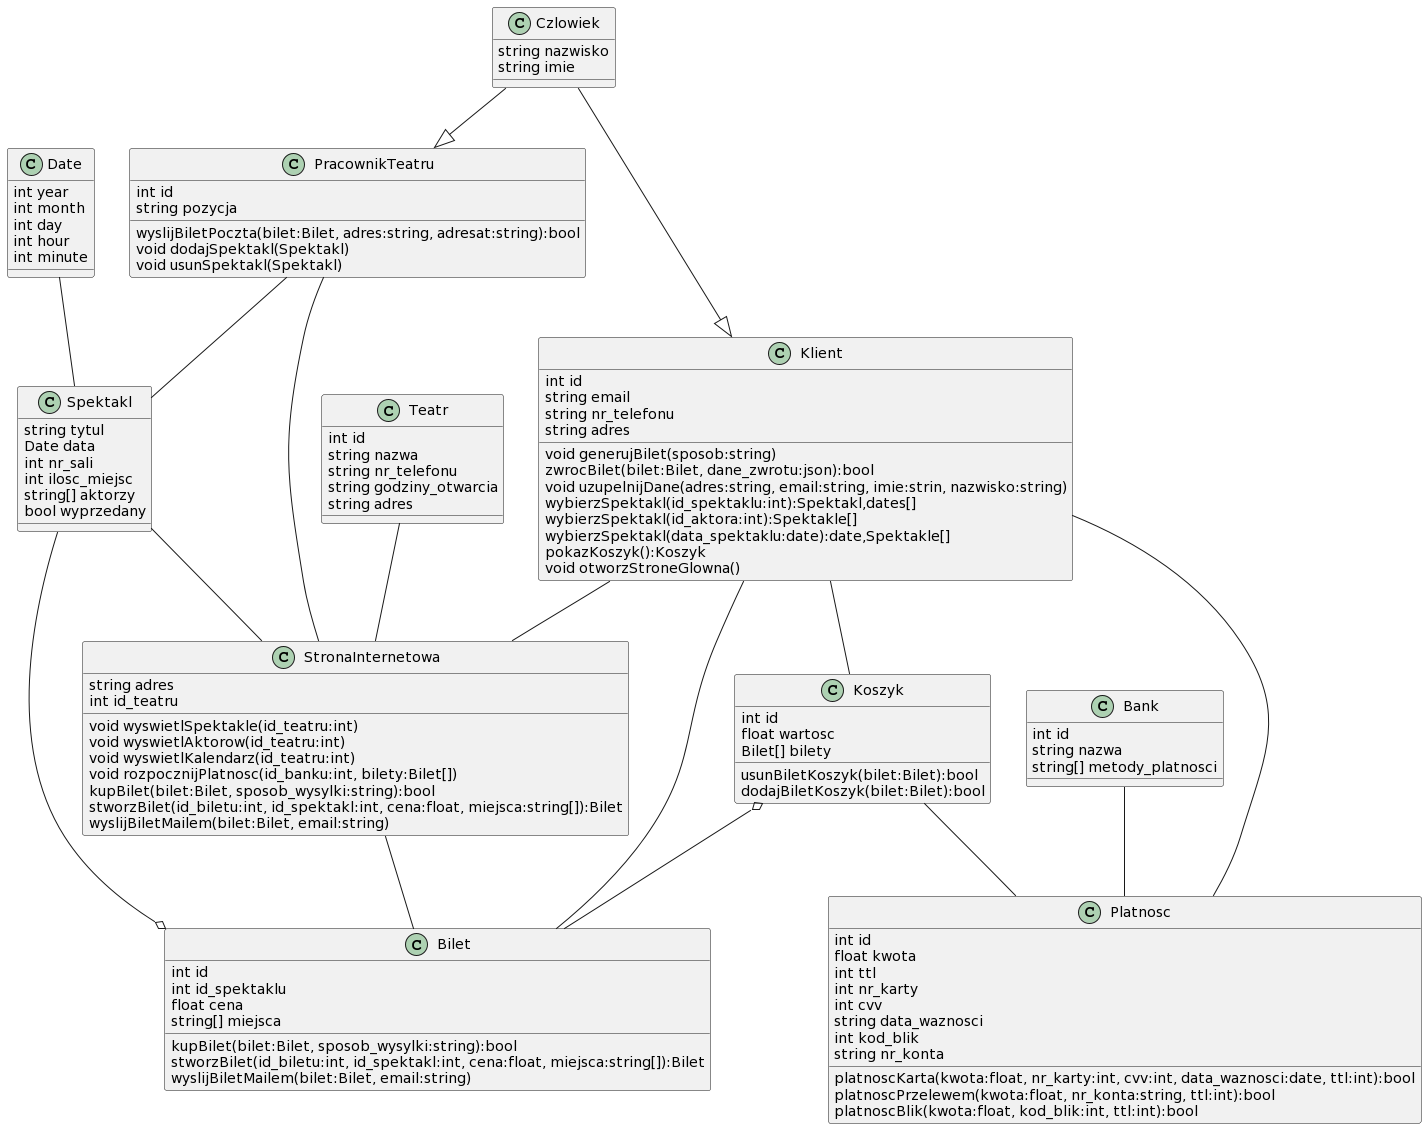 C Czlowiek
string nazwisko
string imie
C Date
int year
int month
int day
int hour
int minute
C PracownikTeatru
int id
string pozycja
wyslijBiletPoczta(bilet:Bilet, adres:string, adresat:string):bool
void dodajSpektakl(Spektakl)
void usunSpektakl(Spektakl)
C Klient
int id
string email
string nr_telefonu
string adres
void generujBilet(sposob:string)
zwrocBilet(bilet:Bilet, dane_zwrotu:json):bool
void uzupelnijDane(adres:string, email:string, imie:strin, nazwisko:string)
wybierzSpektakl(id_spektaklu:int):Spektakl,dates[]
wybierzSpektakl(id_aktora:int):Spektakle[]
wybierzSpektakl(data_spektaklu:date):date,Spektakle[]
pokazKoszyk():Koszyk
void otworzStroneGlowna()
C Spektakl
string tytul
Date data
int nr_sali
int ilosc_miejsc
string[] aktorzy
bool wyprzedany
C Teatr
int id
string nazwa
string nr_telefonu
string godziny_otwarcia
string adres
C StronaInternetowa
string adres
int id_teatru
void wyswietlSpektakle(id_teatru:int)
void wyswietlAktorow(id_teatru:int)
void wyswietlKalendarz(id_teatru:int)
void rozpocznijPlatnosc(id_banku:int, bilety:Bilet[])
kupBilet(bilet:Bilet, sposob_wysylki:string):bool
stworzBilet(id_biletu:int, id_spektakl:int, cena:float, miejsca:string[]):Bilet
wyslijBiletMailem(bilet:Bilet, email:string)
C Koszyk
int id
float wartosc
Bilet[] bilety
usunBiletKoszyk(bilet:Bilet):bool
dodajBiletKoszyk(bilet:Bilet):bool
C Bank
int id
string nazwa
string[] metody_platnosci
C Bilet
int id
int id_spektaklu
float cena
string[] miejsca
kupBilet(bilet:Bilet, sposob_wysylki:string):bool
stworzBilet(id_biletu:int, id_spektakl:int, cena:float, miejsca:string[]):Bilet
wyslijBiletMailem(bilet:Bilet, email:string)
C Platnosc
int id
float kwota
int ttl
int nr_karty
int cvv
string data_waznosci
int kod_blik
string nr_konta
platnoscKarta(kwota:float, nr_karty:int, cvv:int, data_waznosci:date, ttl:int):bool
platnoscPrzelewem(kwota:float, nr_konta:string, ttl:int):bool
platnoscBlik(kwota:float, kod_blik:int, ttl:int):bool